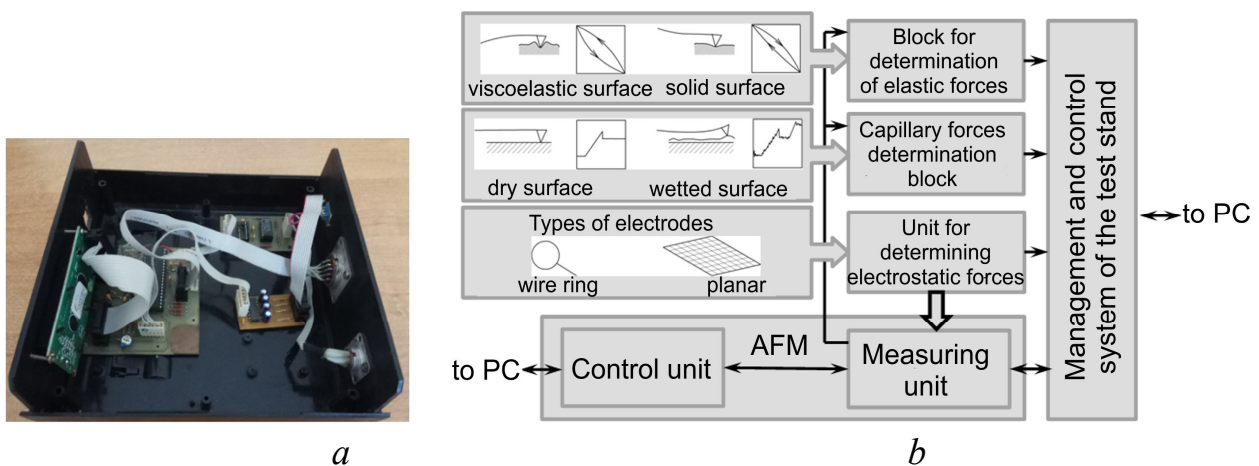 viscoelastic surface
solid surface
Block for
determination
of elastic forces
dry surface
wetted surface
Capillary forces
determination
block
Types of electrodes
wire ring
planar
Unit for
determining
electrostatic forces
Management and control
system of the test stand
to PC
to PC
Control unit
AFM
Measuring
unit
a
b